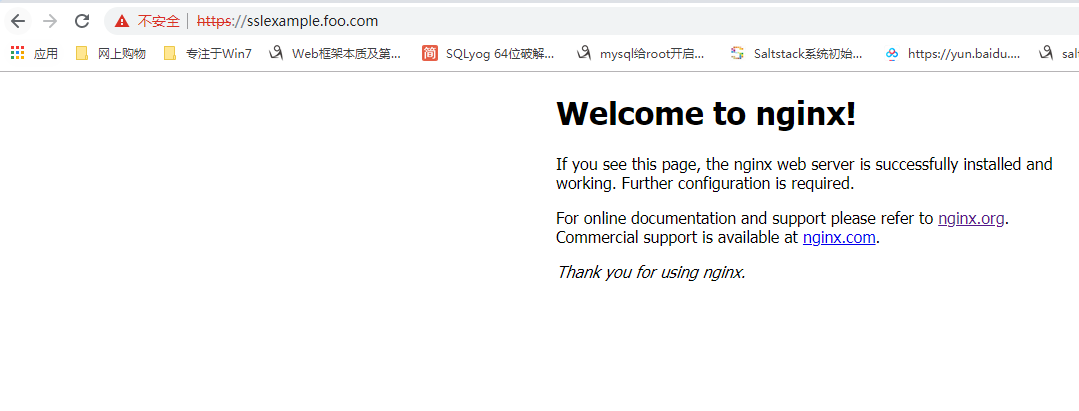 不安全 | https://sslexample.foo.com
应用 网上购物 专注于Win7 Web框架本质及第... SQLyog 64位破解... mysql给root开启... Saltstack系统初始... https://yun.baidu.... sal
Welcome to nginx!
If you see this page, the nginx web server is successfully installed and
working. Further configuration is required.
For online documentation and support please refer to nginx.org.
Commercial support is available at nginx.com.
Thank you for using nginx.